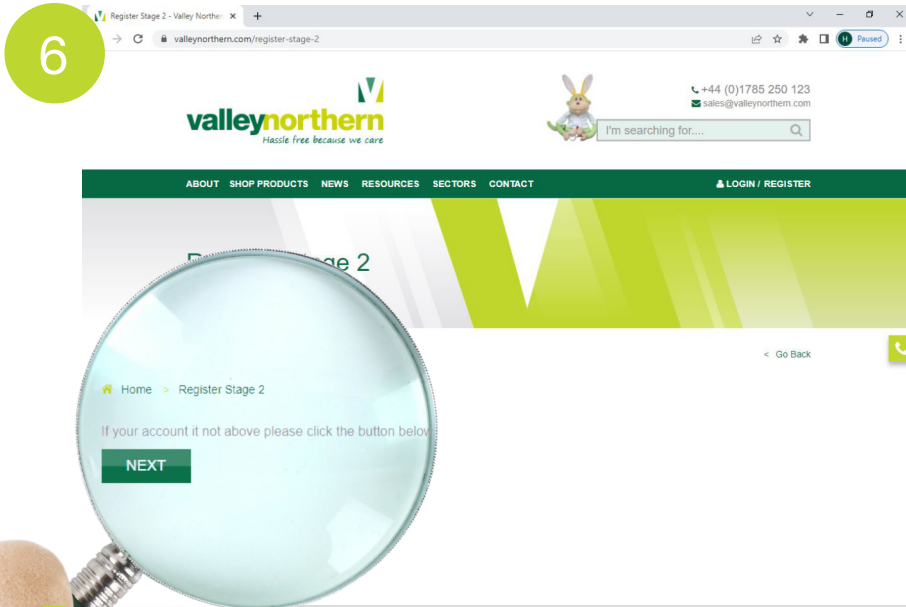 6
Register Stage 2 - Valley Norther
valleynorthern.com/register-stage-2
H Paused
valleynorthern
Hassle free because we care
+44 (0)1785 250 123
sales@valleynorthern.com
I'm searching for....
ABOUT SHOP PRODUCTS NEWS RESOURCES SECTORS CONTACT LOGIN / REGISTER
ge 2
< Go Back
Home > Register Stage 2
If your account it not above please click the button below
NEXT